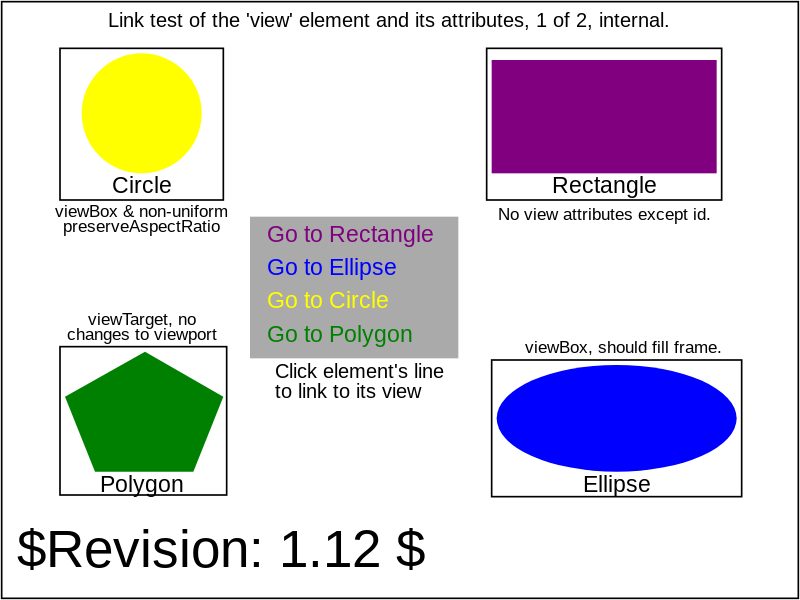 Link test of the 'view' element and its attributes, 1 of 2, internal.
Circle
viewBox & non-uniform
preserveAspectRatio
Rectangle
No view attributes except id.
Go to Rectangle
Go to Ellipse
Go to Circle
Go to Polygon
Click element's line
to link to its view
viewTarget, no
changes to viewport
Polygon
viewBox, should fill frame.
Ellipse
$Revision: 1.12 $